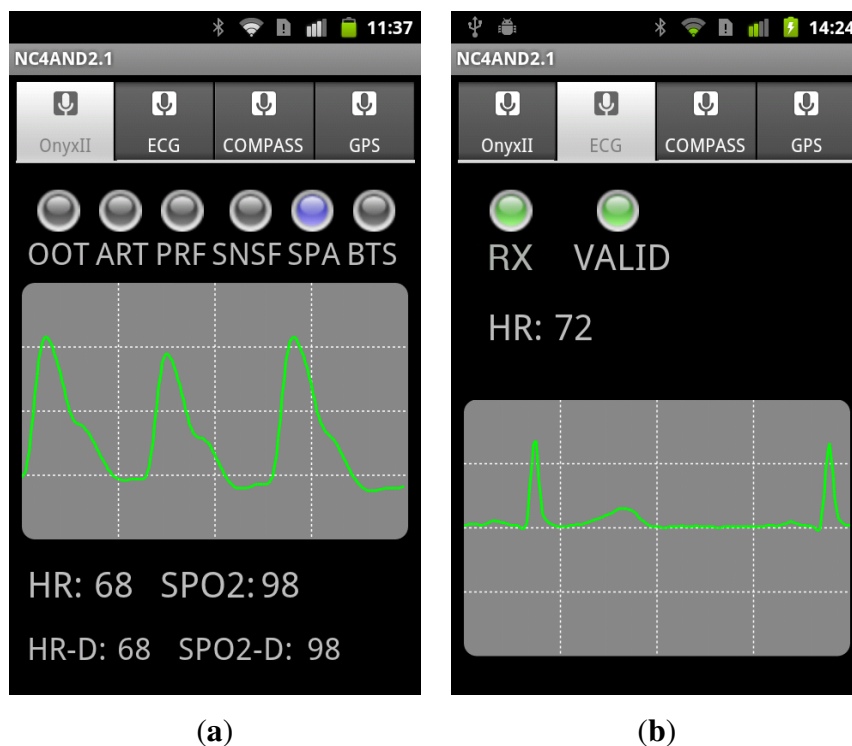 11:37
NC4AND2.1
OnyxII ECG COMPASS GPS
OOT ART PRF SNSF SPA BTS
HR: 68 SPO2: 98
HR-D: 68 SPO2-D: 98
(a)
14:24
NC4AND2.1
OnyxII ECG COMPASS GPS
RX VALID
HR: 72
(b)